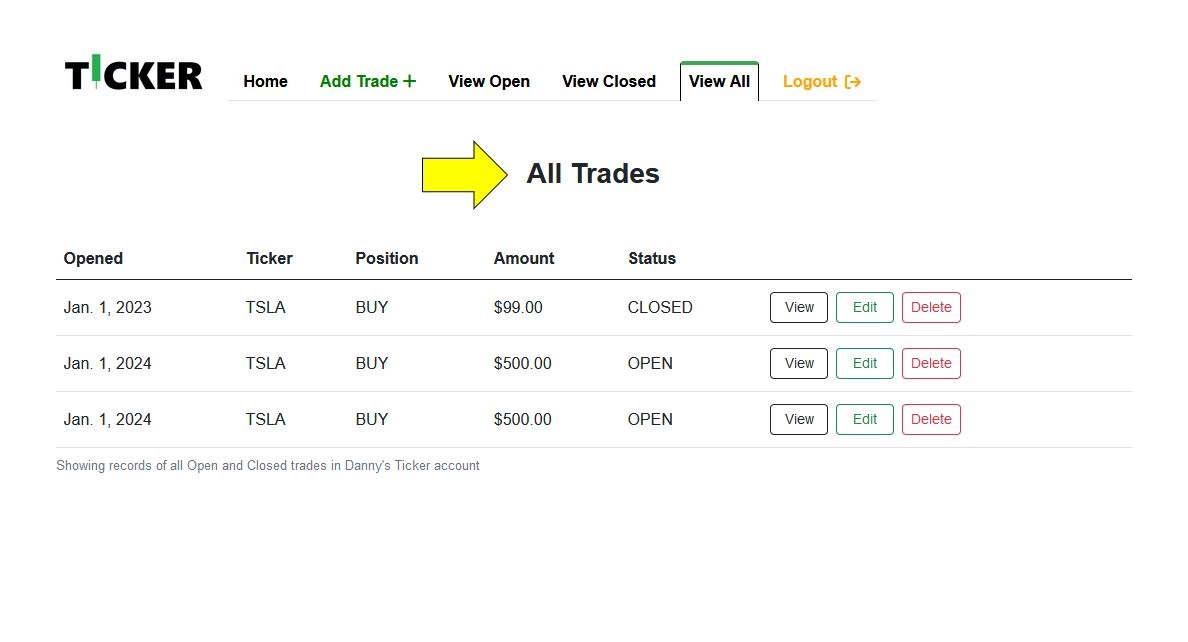 TICKER Home Add Trade + View Open View Closed View All Logout
All Trades
Opened Ticker Position Amount Status
Jan. 1, 2023 TSLA BUY $99.00 CLOSED View Edit Delete
Jan. 1, 2024 TSLA BUY $500.00 OPEN View Edit Delete
Jan. 1, 2024 TSLA BUY $500.00 OPEN View Edit Delete
Showing records of all Open and Closed trades in Danny's Ticker account